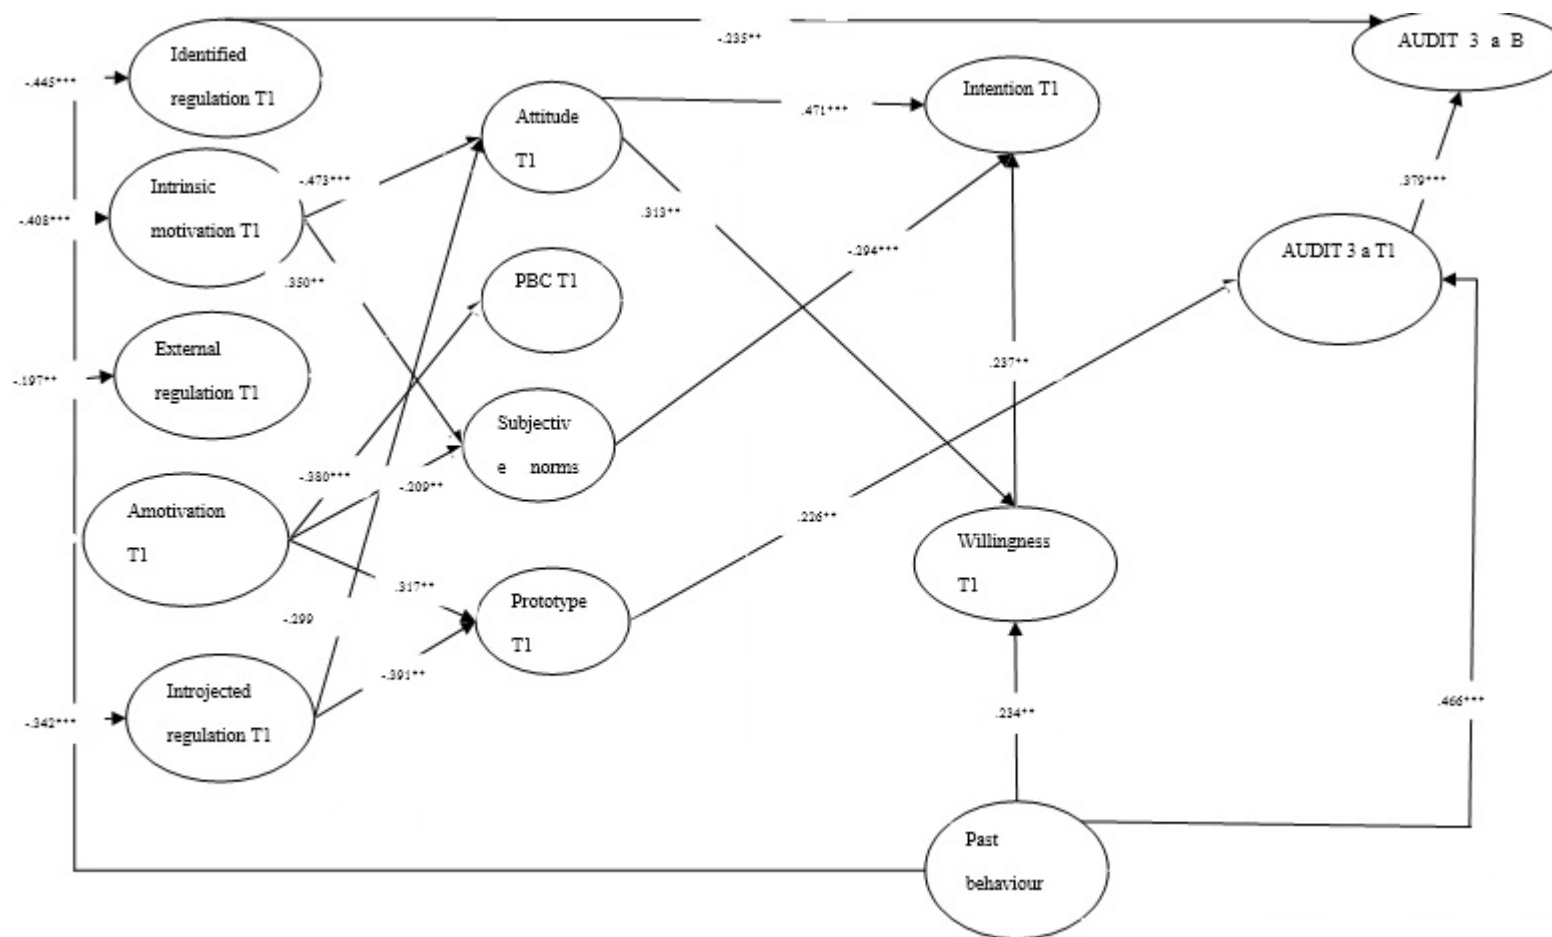 -.235**
AUDIT 3 a B
Identified
regulation T1
-.445***
Intention T1
.471***
Attitude
T1
Intrinsic
motivation T1
-.473***
-.408***
.313**
.379***
-.294***
AUDIT 3 a T1
.350**
PBC T1
External
regulation T1
-.197**
.237**
Subjectiv
e norms
-.380***
-.209**
.226**
Amotivation
T1
Willingness
T1
.317**
Prototype
T1
-.299
-.391**
Introjected
regulation T1
-.342***
.234**
.466***
Past
behaviour